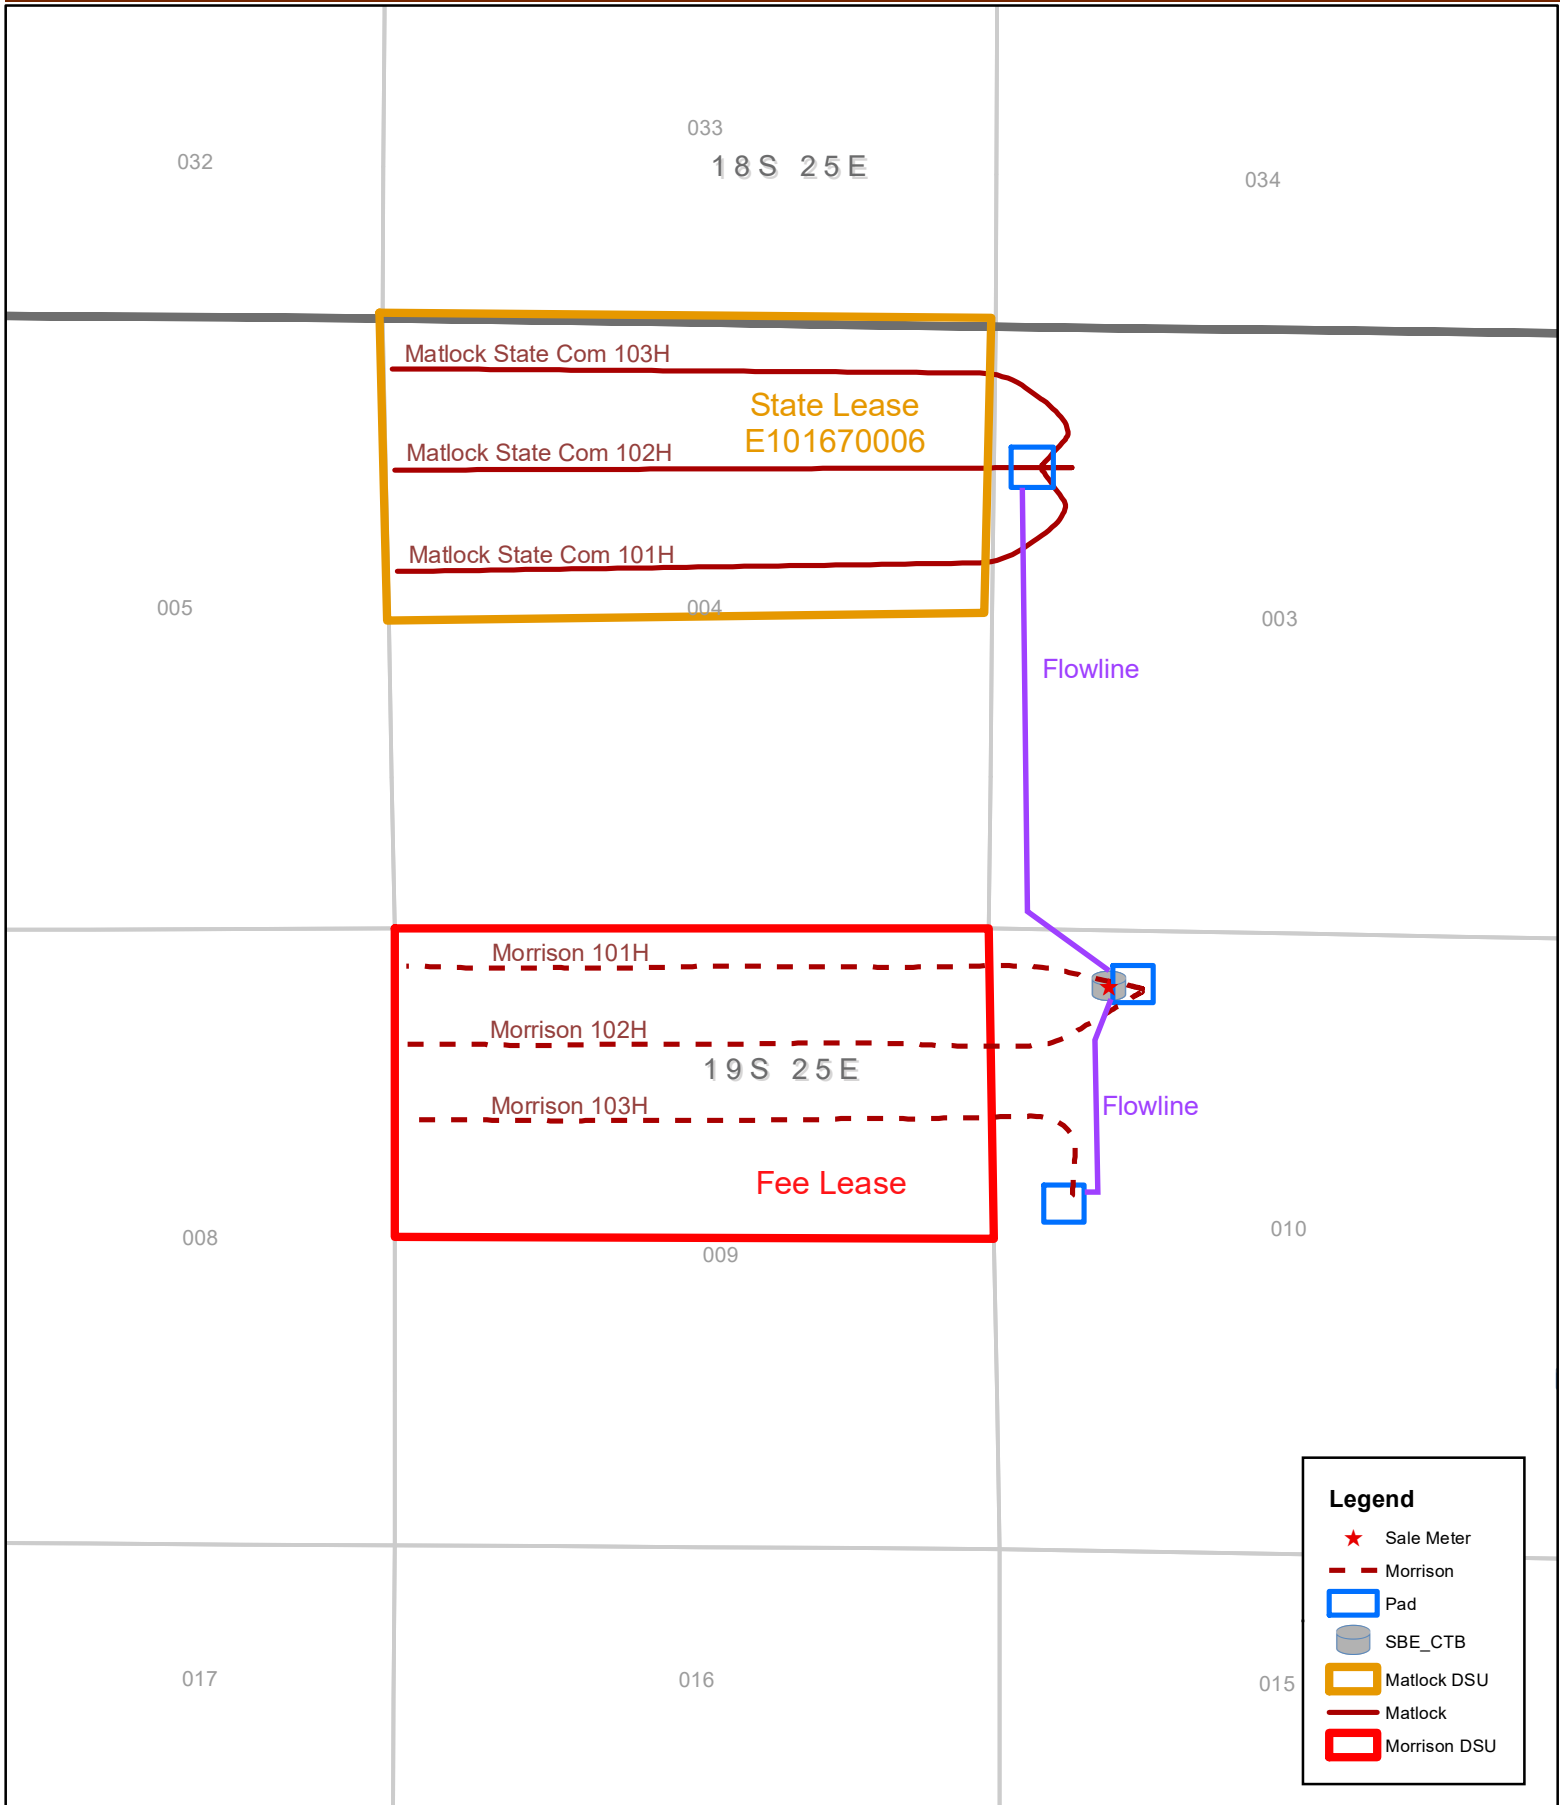 033
032
18S 25E
034
Matlock State Com 103H
State Lease
E101670006
Matlock State Com 102H
Matlock State Com 101H
005
004
003
Flowline
Morrison 101H
Morrison 102H
19S 25E
Morrison 103H
Flowline
Fee Lease
008
009
010
017
016
015
Legend
Sale Meter
Morrison
Pad
SBE_CTB
Matlock DSU
Matlock
Morrison DSU